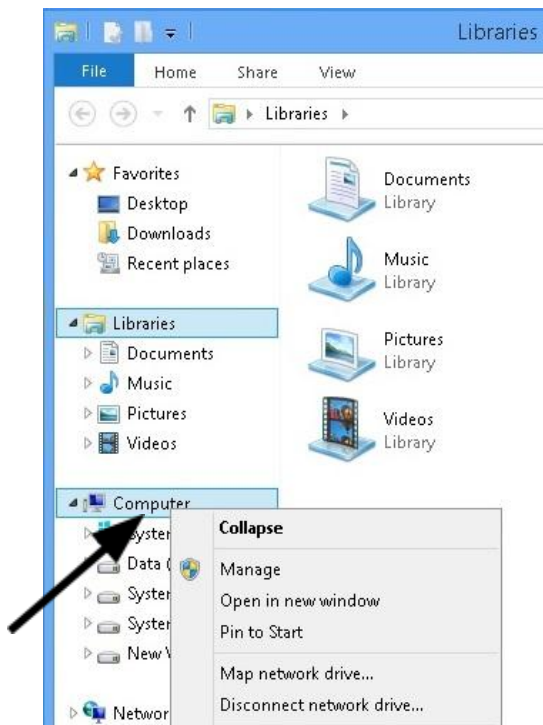 Libraries
File Home Share View
Libraries
Favorites
Desktop
Downloads
Recent places
Libraries
Documents
Music
Pictures
Videos
Computer
Data
Documents
Library
Music
Library
Pictures
Library
Videos
Library
Collapse
Manage
Open in new window
Pin to Start
Map network drive...
Disconnect network drive...